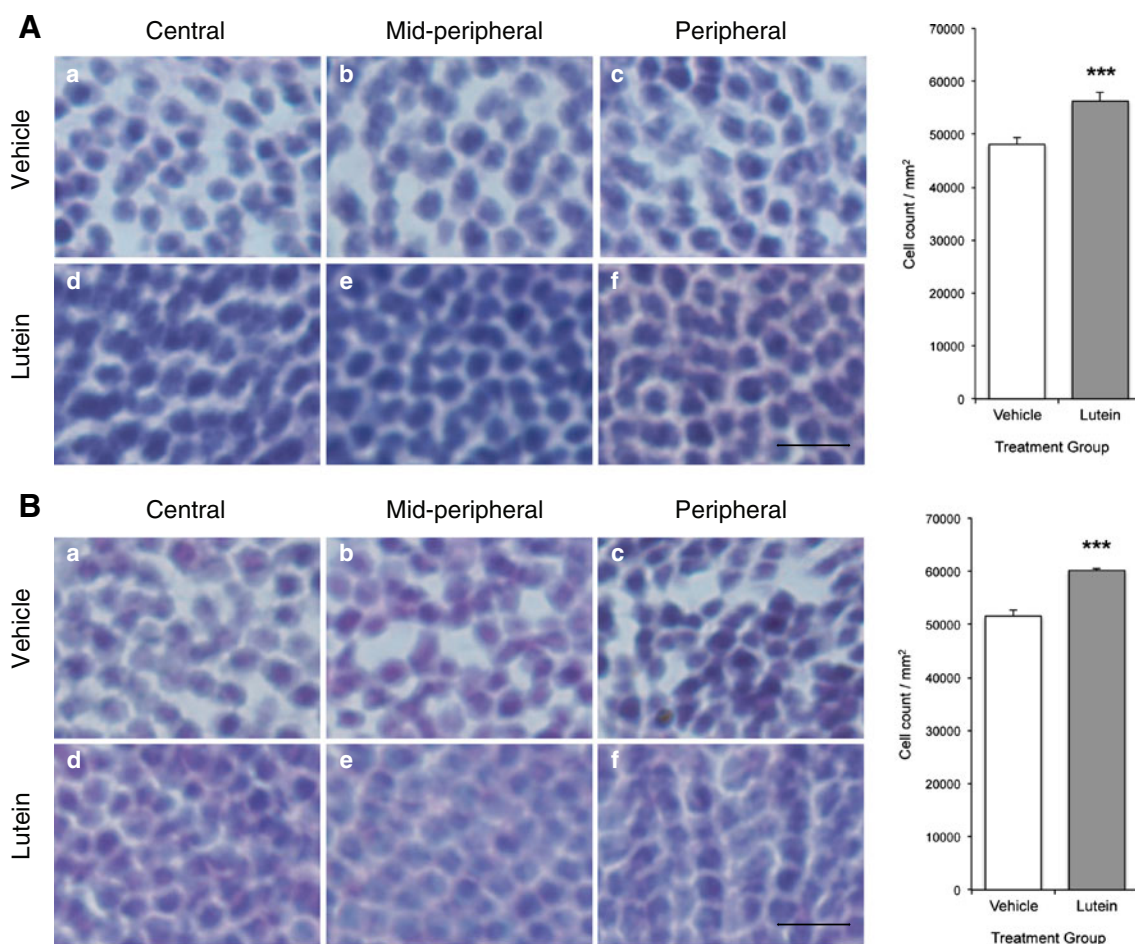 A
Central Mid-peripheral Peripheral
Vehicle
a b c
Lutein
d e f
70000
60000
50000
40000
30000
20000
10000
0
Cell count / mm²
***
Vehicle Lutein
Treatment Group
B
Central Mid-peripheral Peripheral
Vehicle
a b c
Lutein
d e f
70000
60000
50000
40000
30000
20000
10000
0
Cell count / mm²
***
Vehicle Lutein
Treatment Group